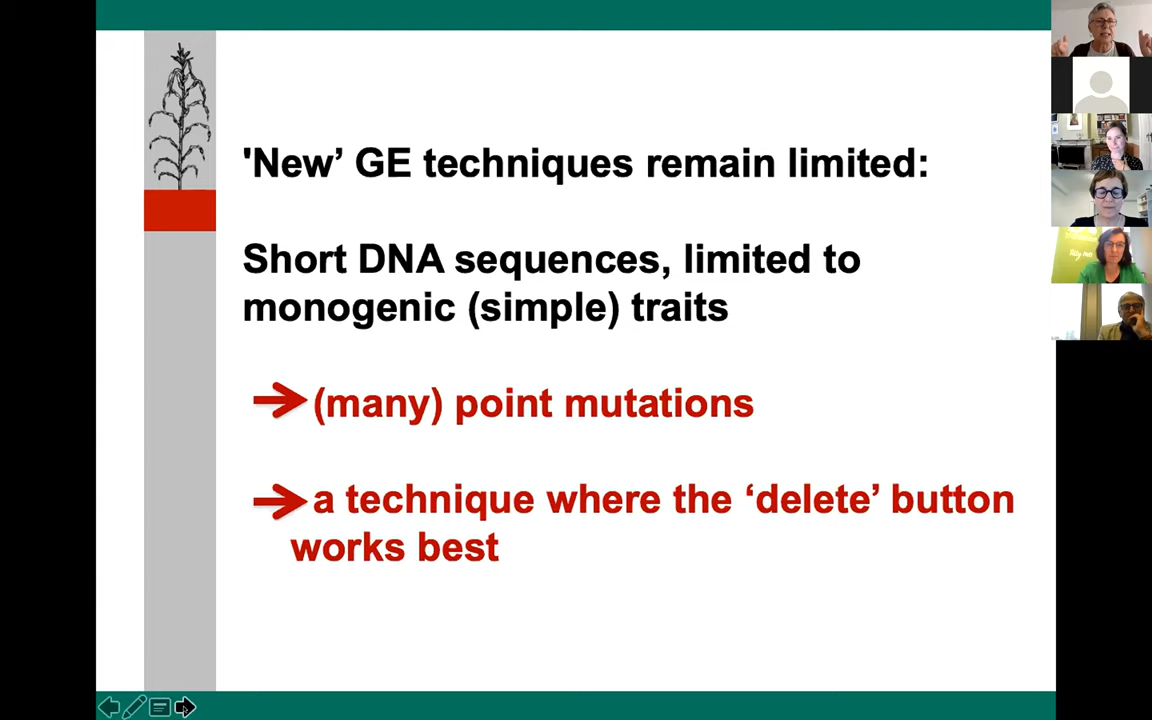 'New’ GE techniques remain limited:
Short DNA sequences, limited to
monogenic (simple) traits
(many) point mutations
a technique where the ‘delete’ button
works best